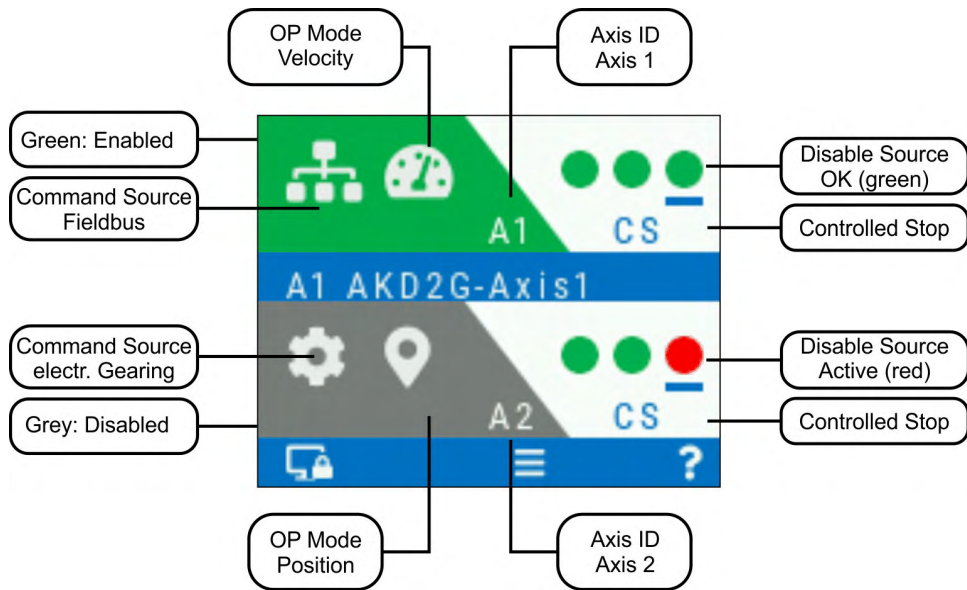 OP Mode
Velocity
Axis ID
Axis 1
Green: Enabled
Disable Source
OK (green)
Command Source
Fieldbus
A1
CS
Controlled Stop
A1 AKD2G-Axis1
Command Source
electr. Gearing
Disable Source
Active (red)
Grey: Disabled
A2
CS
Controlled Stop
?
OP Mode
Position
Axis ID
Axis 2